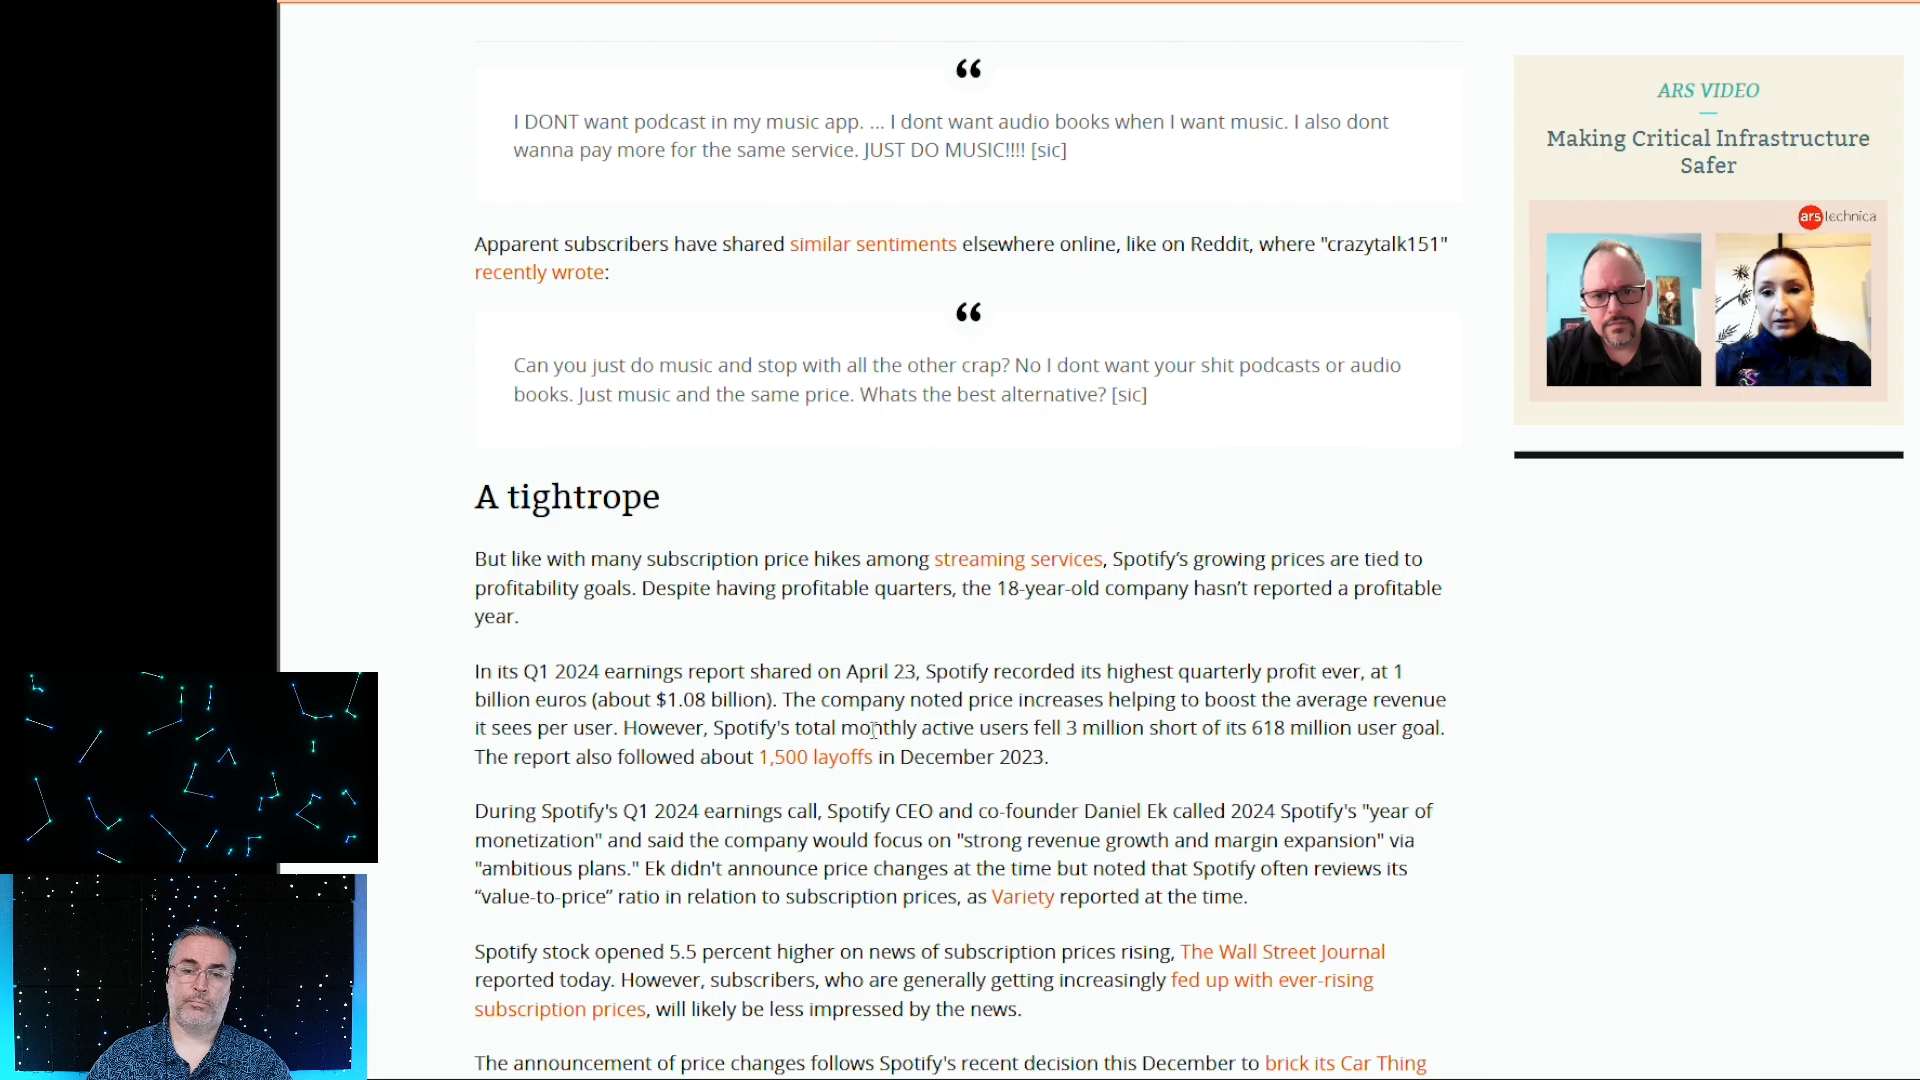 I DONT want podcast in my music app. ... I dont want audio books when I want music. I also dont
wanna pay more for the same service. JUST DO MUSIC!!!! [sic]
Apparent subscribers have shared similar sentiments elsewhere online, like on Reddit, where "crazytalk151"
recently wrote:
Can you just do music and stop with all the other crap? No I dont want your shit podcasts or audio
books. Just music and the same price. Whats the best alternative? [sic]
A tightrope
But like with many subscription price hikes among streaming services, Spotify’s growing prices are tied to
profitability goals. Despite having profitable quarters, the 18-year-old company hasn’t reported a profitable
year.
In its Q1 2024 earnings report shared on April 23, Spotify recorded its highest quarterly profit ever, at 1
billion euros (about $1.08 billion). The company noted price increases helping to boost the average revenue
it sees per user. However, Spotify's total monthly active users fell 3 million short of its 618 million user goal.
The report also followed about 1,500 layoffs in December 2023.
During Spotify's Q1 2024 earnings call, Spotify CEO and co-founder Daniel Ek called 2024 Spotify's "year of
monetization" and said the company would focus on "strong revenue growth and margin expansion" via
"ambitious plans." Ek didn't announce price changes at the time but noted that Spotify often reviews its
“value-to-price” ratio in relation to subscription prices, as Variety reported at the time.
Spotify stock opened 5.5 percent higher on news of subscription prices rising, The Wall Street Journal
reported today. However, subscribers, who are generally getting increasingly fed up with ever-rising
subscription prices, will likely be less impressed by the news.
The announcement of price changes follows Spotify's recent decision this December to brick its Car Thing
ARS VIDEO
Making Critical Infrastructure
Safer
ars technica